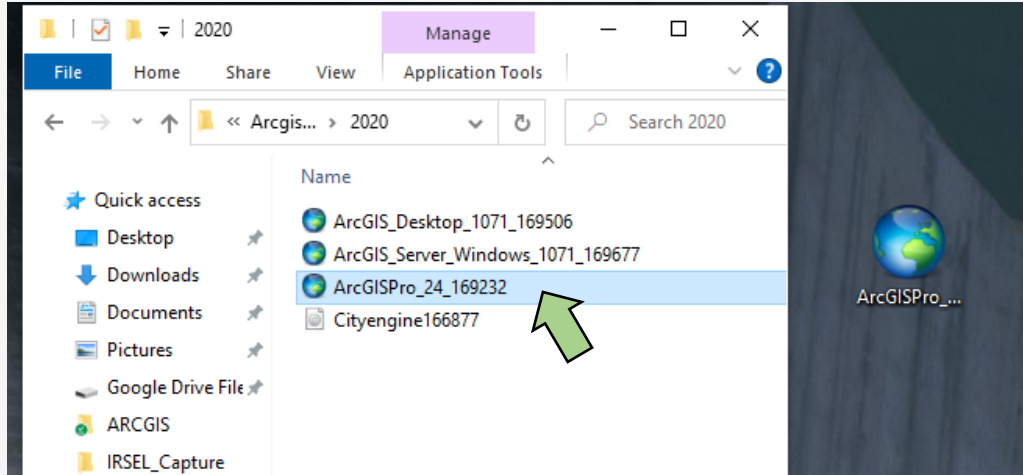 2020
Manage
File Home Share View Application Tools
?
« Arcgis... › 2020
Search 2020
Name
Quick access
Desktop
Downloads
Documents
Pictures
Google Drive File
ARCGIS
IRSEL_Capture
ArcGIS_Desktop_1071_169506
ArcGIS_Server_Windows_1071_169677
ArcGISPro_24_169232
Cityengine166877
ArcGISPro_...